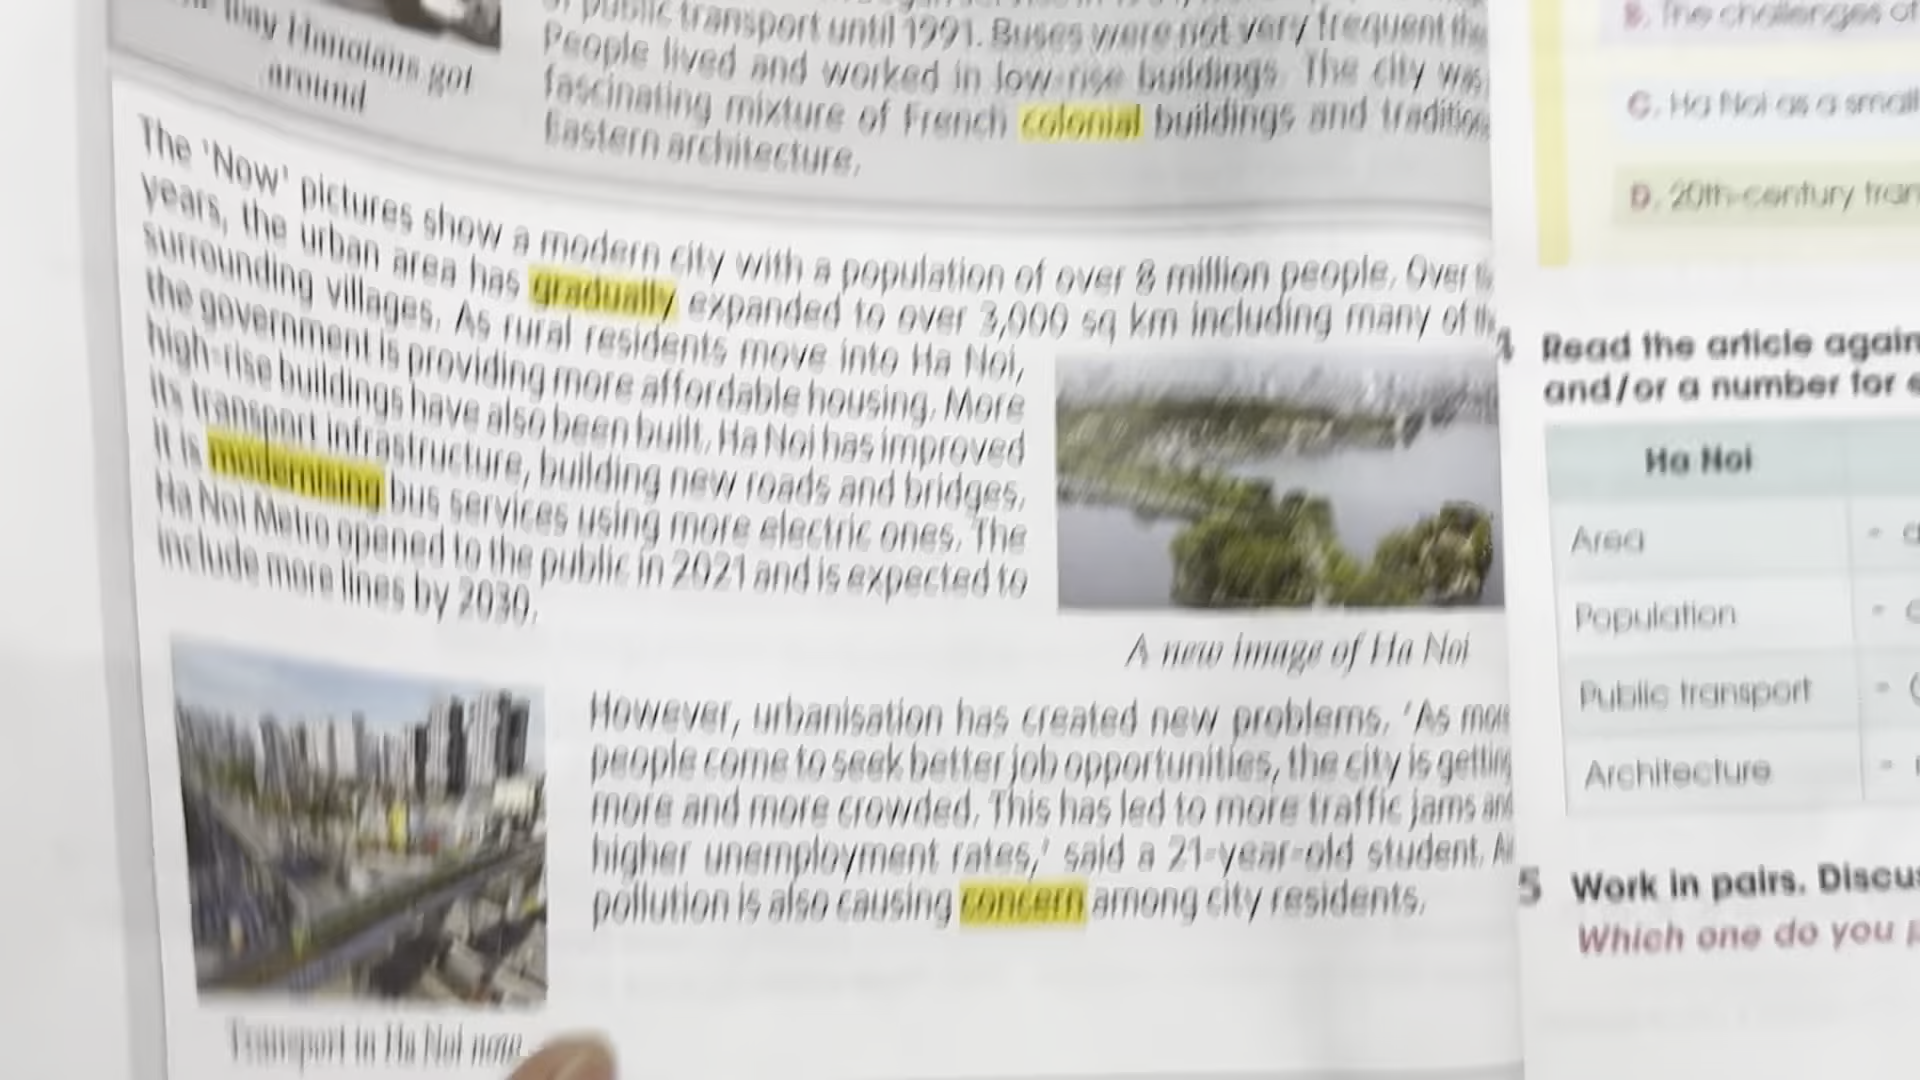 way Hanoians got
around
public transport until 1991. Buses were not very frequent
People lived and worked in low-rise buildings. The city was
fascinating mixture of French colonial buildings and
Eastern architecture.
The 'Now' pictures show a modern city with a population of over 8 million people. Over
years, the urban area has gradually expanded to over 3,000 sq km including many of
surrounding villages. As rural residents move into Ha Noi,
the government is providing more affordable housing. More
high-rise buildings have also been built. Ha Noi has improved
its transport infrastructure, building new roads and bridges.
It is modernising bus services using more electric ones. The
Ha Noi Metro opened to the public in 2021 and is expected to
include more lines by 2030.
A new image of Ha Noi
However, urbanisation has created new problems. 'As more
people come to seek better job opportunities, the city is getting
more and more crowded. This has led to more traffic jams and
higher unemployment rates,' said a 21-year-old student.
pollution is also causing concern among city residents.
Transport in Ha Noi now
B. The challenges of
C. Ha Noi as a small
D. 20th-century
4 Read the article again
and/or a number for
Ha Noi
Area -
Population -
Public transport -
Architecture -
5 Work in pairs.
Which one do you